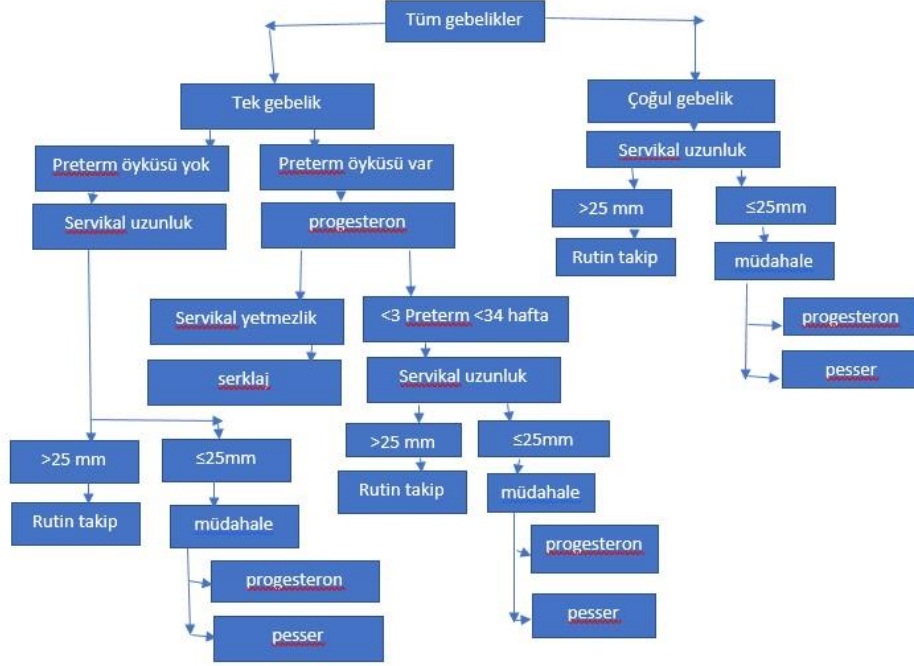 Tüm gebelikler
Tek gebelik
Çoğul gebelik
Preterm öyküsü yok
Preterm öyküsü var
Servikal uzunluk
Servikal uzunluk
progesteron
>25 mm
≤25mm
Rutin takip
müdahale
Servikal yetmezlik
<3 Preterm <34 hafta
progesteron
serklaj
Servikal uzunluk
pesser
>25 mm
≤25mm
>25 mm
≤25mm
Rutin takip
müdahale
Rutin takip
müdahale
progesteron
progesteron
pesser
pesser